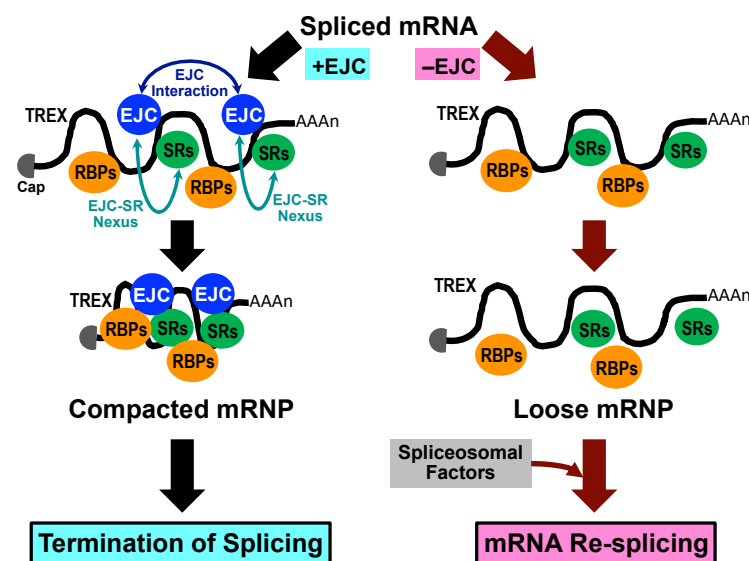 Spliced mRNA
+EJC
–EJC
EJC
Interaction
TREX
EJC
EJC
AAAn
SRs
SRs
RBPs
RBPs
Cap
EJC-SR
Nexus
EJC-SR
Nexus
TREX
AAAn
SRs
SRs
RBPs
RBPs
TREX
EJC
EJC
AAAn
RBPs
SRs
SRs
RBPs
Compacted mRNP
TREX
AAAn
SRs
SRs
RBPs
RBPs
Loose mRNP
Spliceosomal
Factors
Termination of Splicing
mRNA Re-splicing